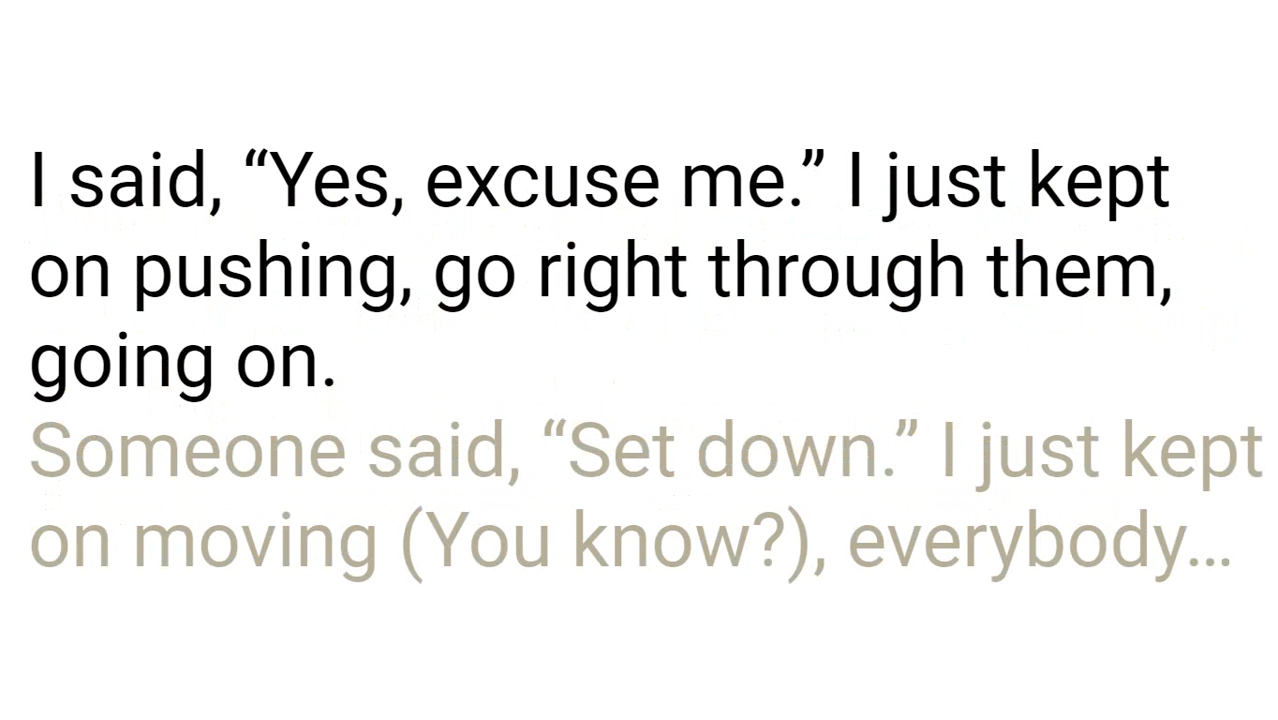 I said, “Yes, excuse me.” I just kept
on pushing, go right through them,
going on.
Someone said, “Set down.” I just kept
on moving (You know?), everybody…